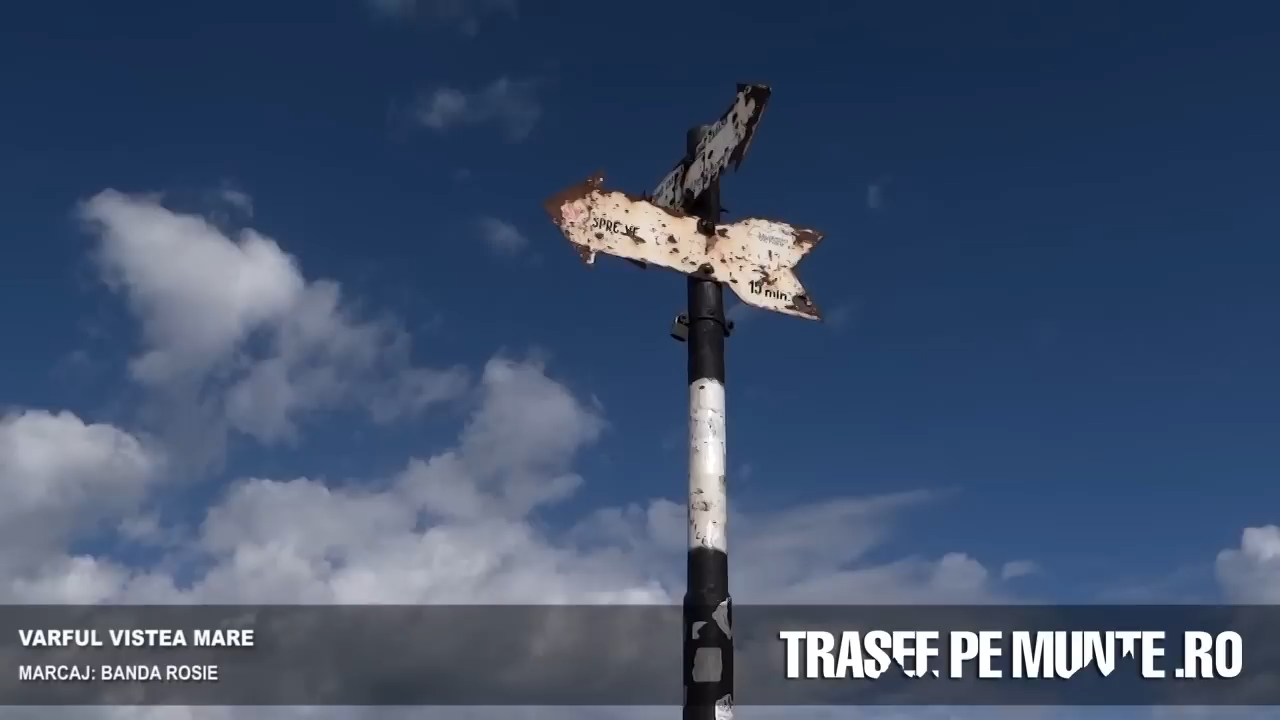 SPRE VF
15 min.
VARFUL VISTEA MARE
MARCAJ: BANDA ROSIE
TRASEE PE MUNTE .RO